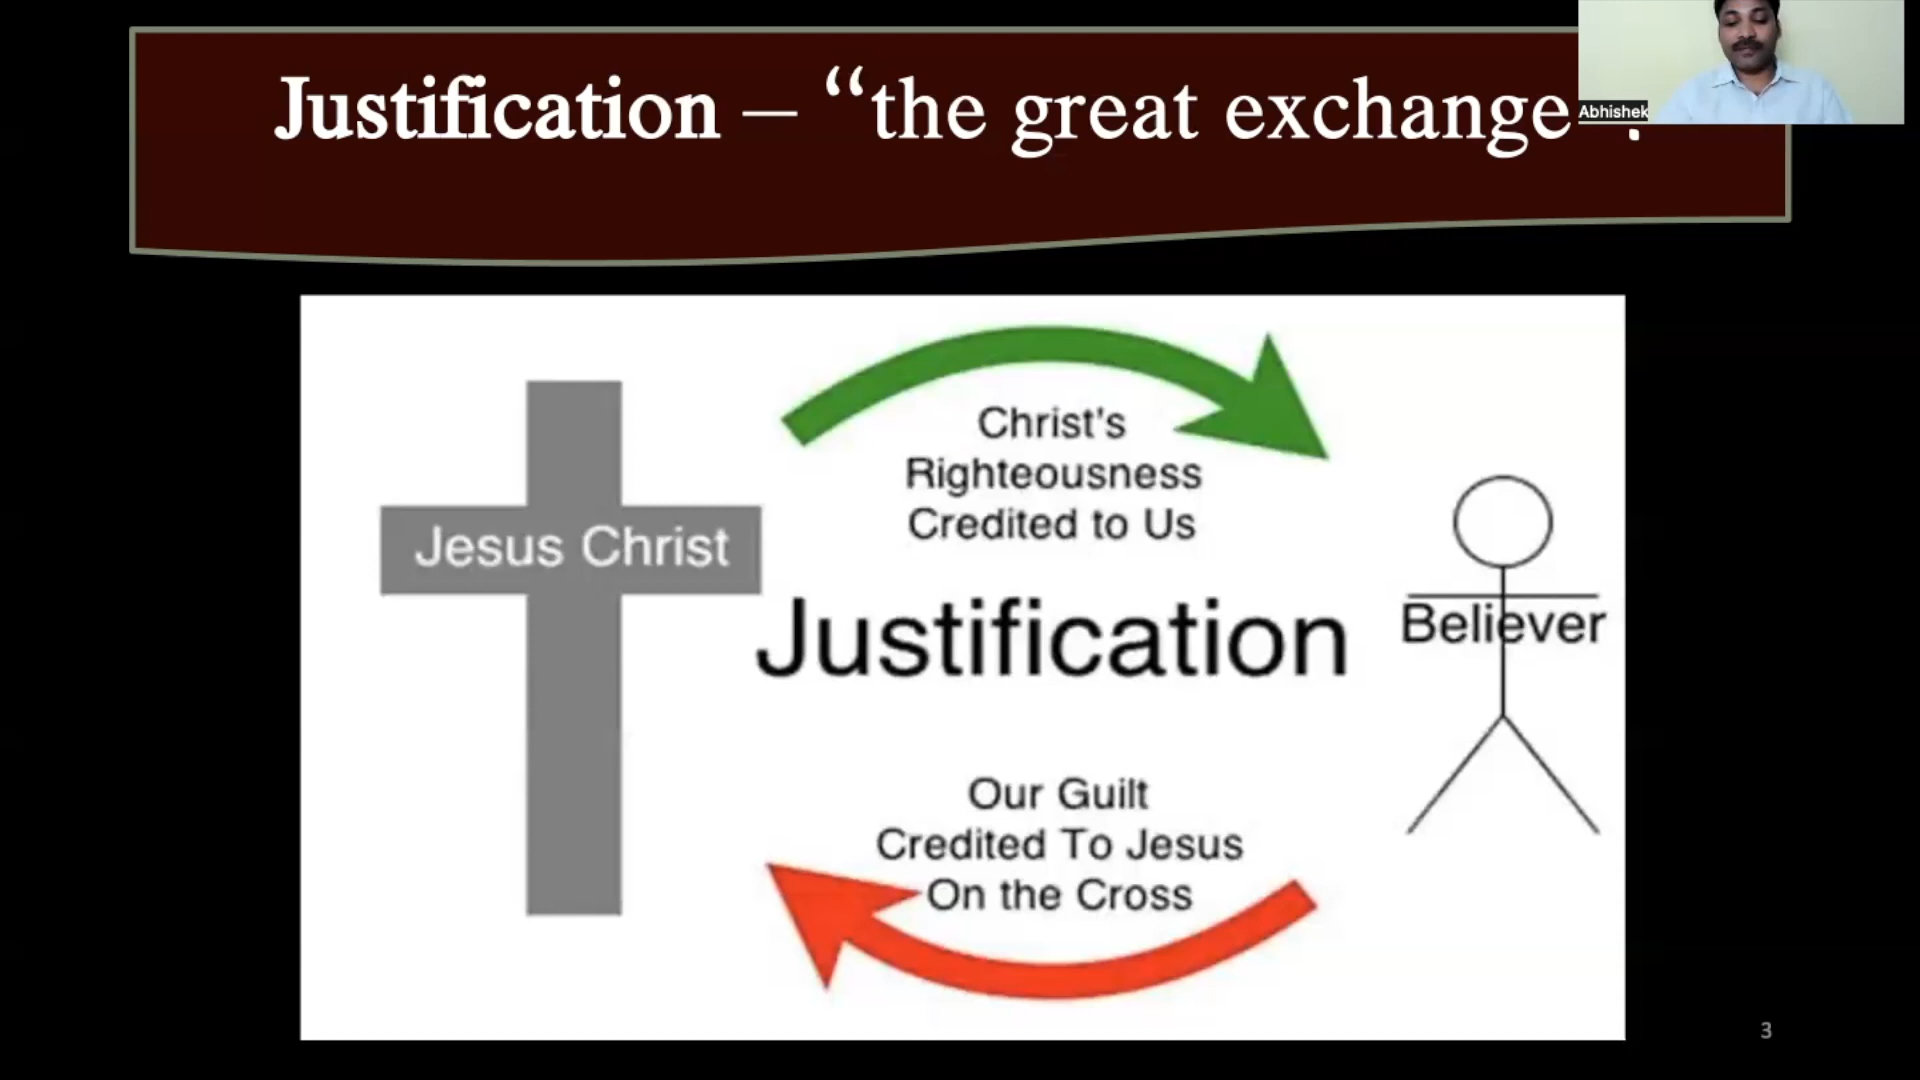 Justification – “the great exchange
Abhishek
Christ's
Righteousness
Credited to Us
Jesus Christ
Justification
Believer
Our Guilt
Credited To Jesus
On the Cross
3